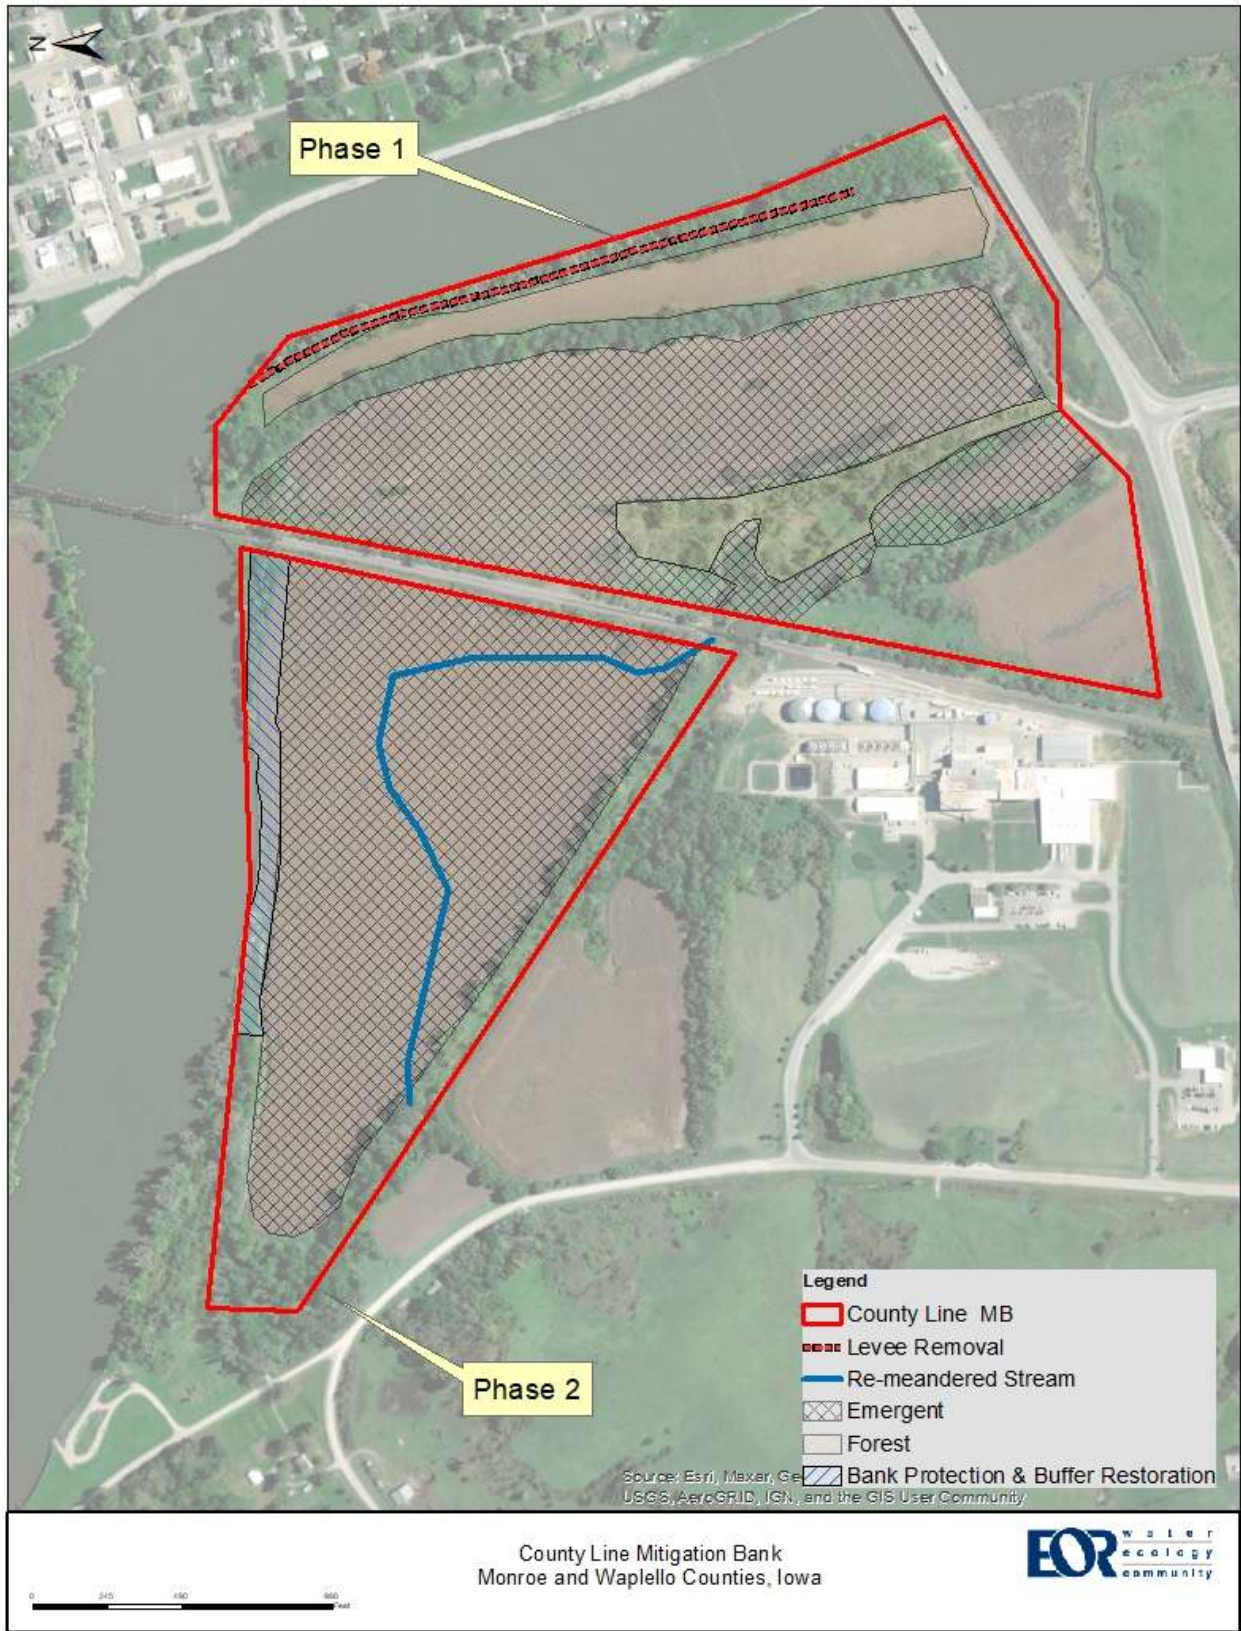 N
Phase 1
Phase 2
Legend
County Line MB
Levee Removal
Re-meandered Stream
Emergent
Forest
Bank Protection & Buffer Restoration
Source: Esri, Maxar, Ge
USGS, AeroGRID, IGN, and the GIS User Community
County Line Mitigation Bank
Monroe and Waplello Counties, Iowa
0 245 490 980
Feet
EOR
water
ecology
community